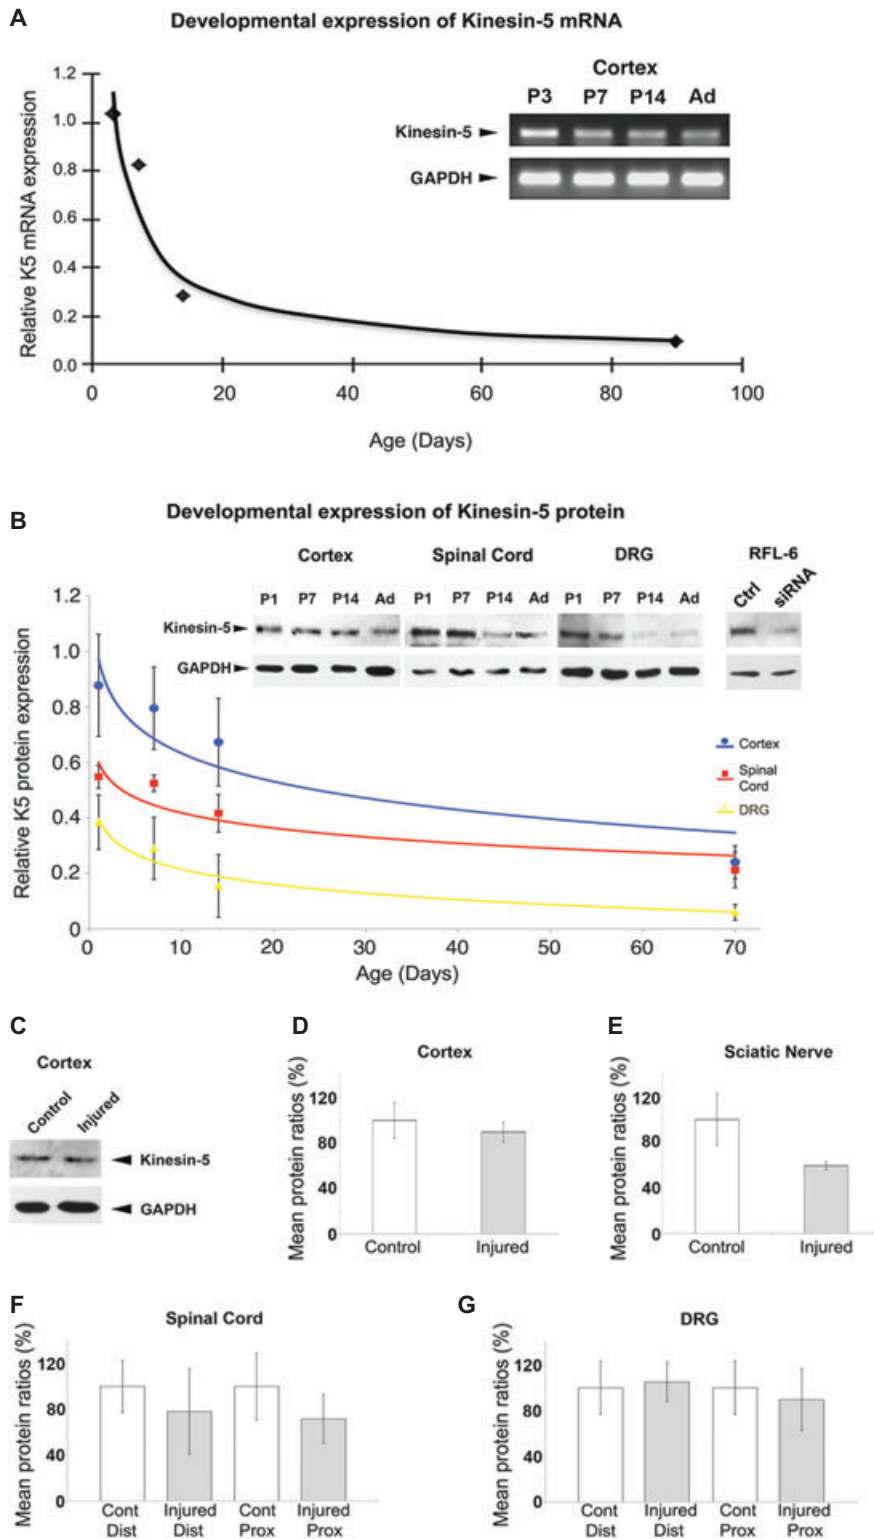 A
Developmental expression of Kinesin-5 mRNA
Relative K5 mRNA expression
1.2
1.0
0.8
0.6
0.4
0.2
0.0
0 20 40 60 80 100
Age (Days)
Cortex
P3 P7 P14 Ad
Kinesin-5
GAPDH
B
Developmental expression of Kinesin-5 protein
Cortex Spinal Cord DRG RFL-6
P1 P7 P14 Ad P1 P7 P14 Ad P1 P7 P14 Ad Ctrl siRNA
Kinesin-5
GAPDH
Relative K5 protein expression
1.2
1.0
0.8
0.6
0.4
0.2
0
0 10 20 30 40 50 60 70
Age (Days)
Cortex
Spinal
Cord
DRG
C
Cortex
Control Injured
Kinesin-5
GAPDH
D
Cortex
Mean protein ratios (%)
120
80
40
0
Control Injured
E
Sciatic Nerve
Mean protein ratios (%)
120
80
40
0
Control Injured
F
Spinal Cord
Mean protein ratios (%)
120
80
40
0
Cont Injured Cont Injured
Dist Dist Prox Prox
G
DRG
Mean protein ratios (%)
120
80
40
0
Cont Injured Cont Injured
Dist Dist Prox Prox